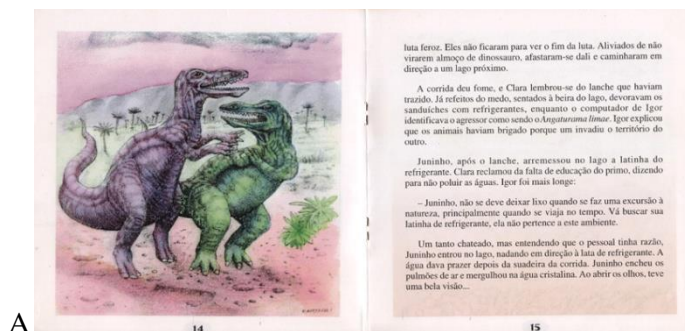 luta feroz. Eles não ficaram para ver o fim da luta. Aliviados de não
virarem almoço de dinossauro, afastaram-se dali e caminharam em
direção a um lago próximo.
A corrida deu fome, e Clara lembrou-se do lanche que haviam
trazido. Já refeitos do medo, sentados à beira do lago, devoravam os
sanduíches com refrigerantes, enquanto o computador de Igor
identificava o agressor como sendo o Angaturama limae. Igor explicou
que os animais haviam brigado porque um invadiu o território do
outro.
Juninho, após o lanche, arremessou no lago a latinha do
refrigerante. Clara reclamou da falta de educação do primo, dizendo
para não poluir as águas. Igor foi mais longe:
– Juninho, não se deve deixar lixo quando se faz uma excursão à
natureza, principalmente quando se viaja no tempo. Vá buscar sua
latinha de refrigerante, ela não pertence a este ambiente.
Um tanto chateado, mas entendendo que o pessoal tinha razão,
Juninho entrou no lago, nadando em direção à lata de refrigerante. A
água dava prazer depois da suadeira da corrida. Juninho encheu os
pulmões de ar e mergulhou na água cristalina. Ao abrir os olhos, teve
uma bela visão...
14
15
A